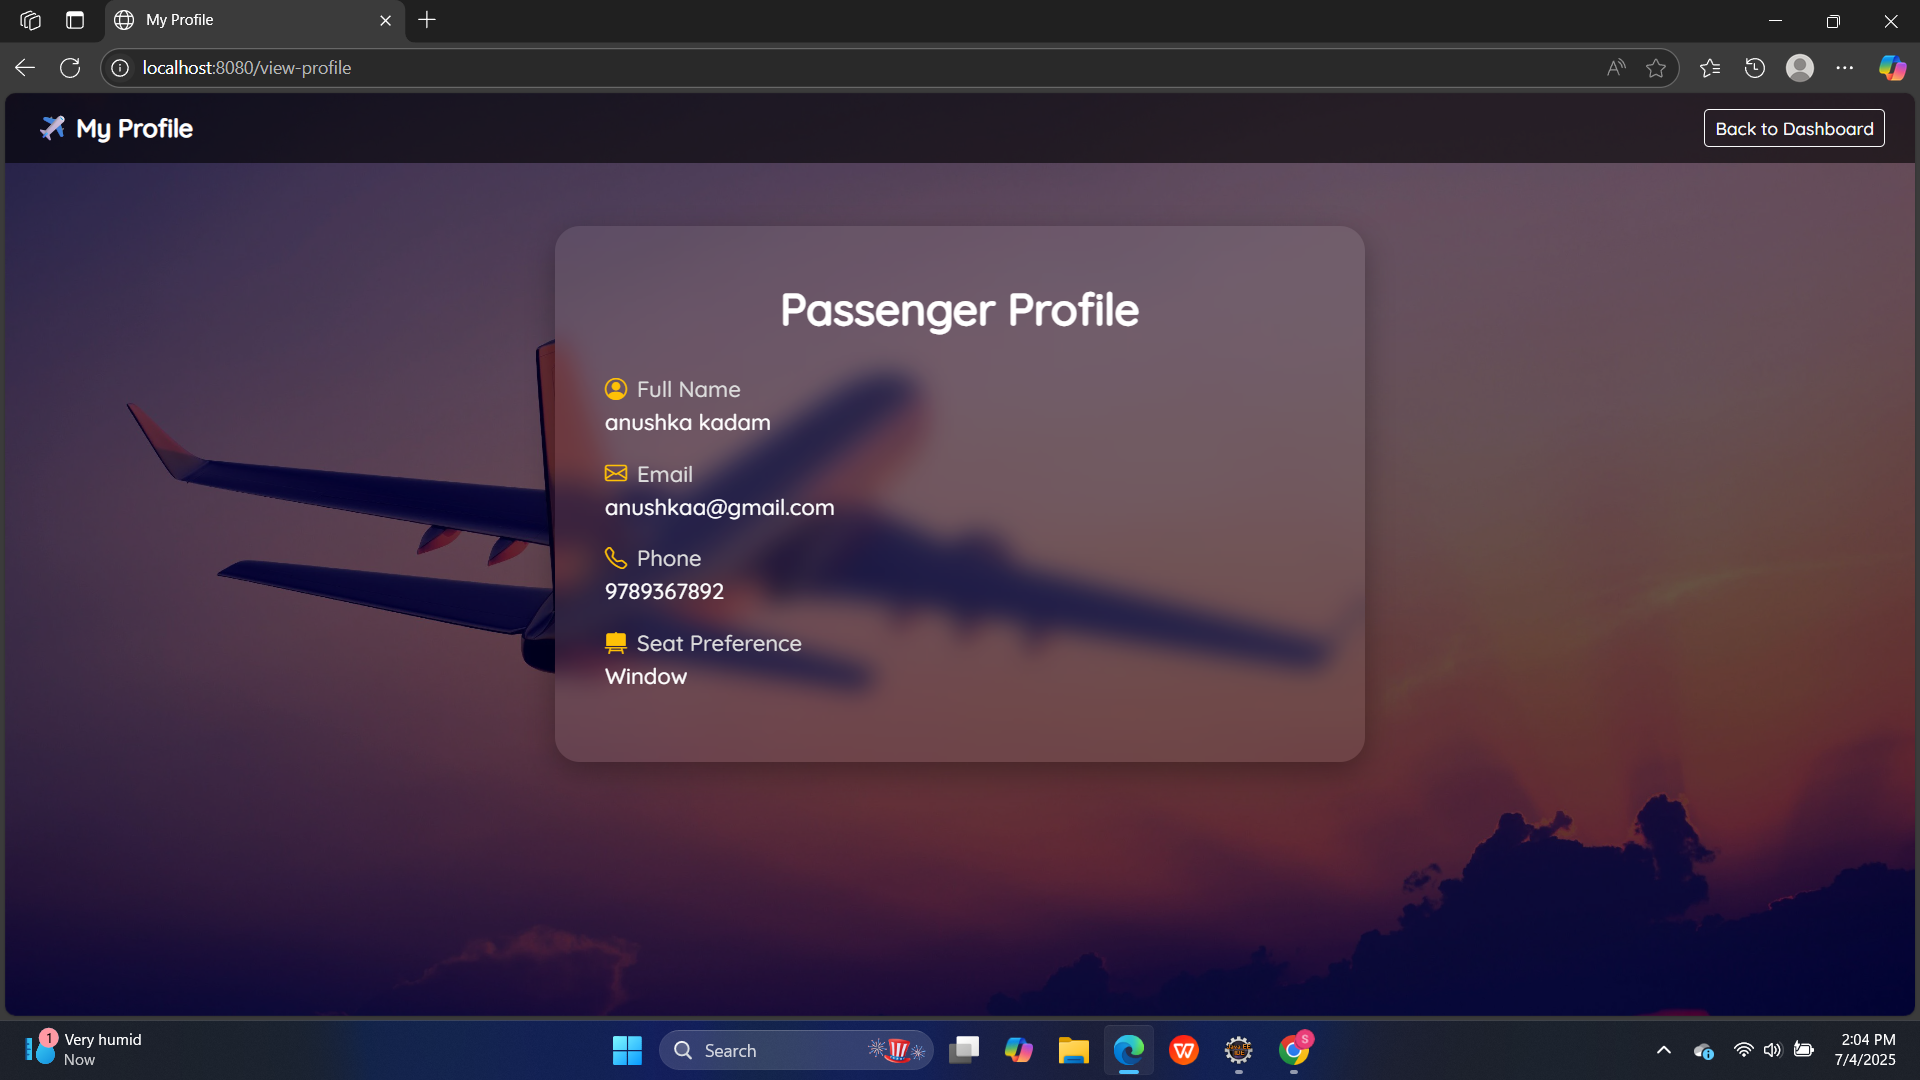 My Profile
localhost:8080/view-profile
My Profile
Back to Dashboard
Passenger Profile
Full Name
anushka kadam
Email
anushkaa@gmail.com
Phone
9789367892
Seat Preference
Window
1
Very humid
Now
Search
W
S
2:04 PM
7/4/2025